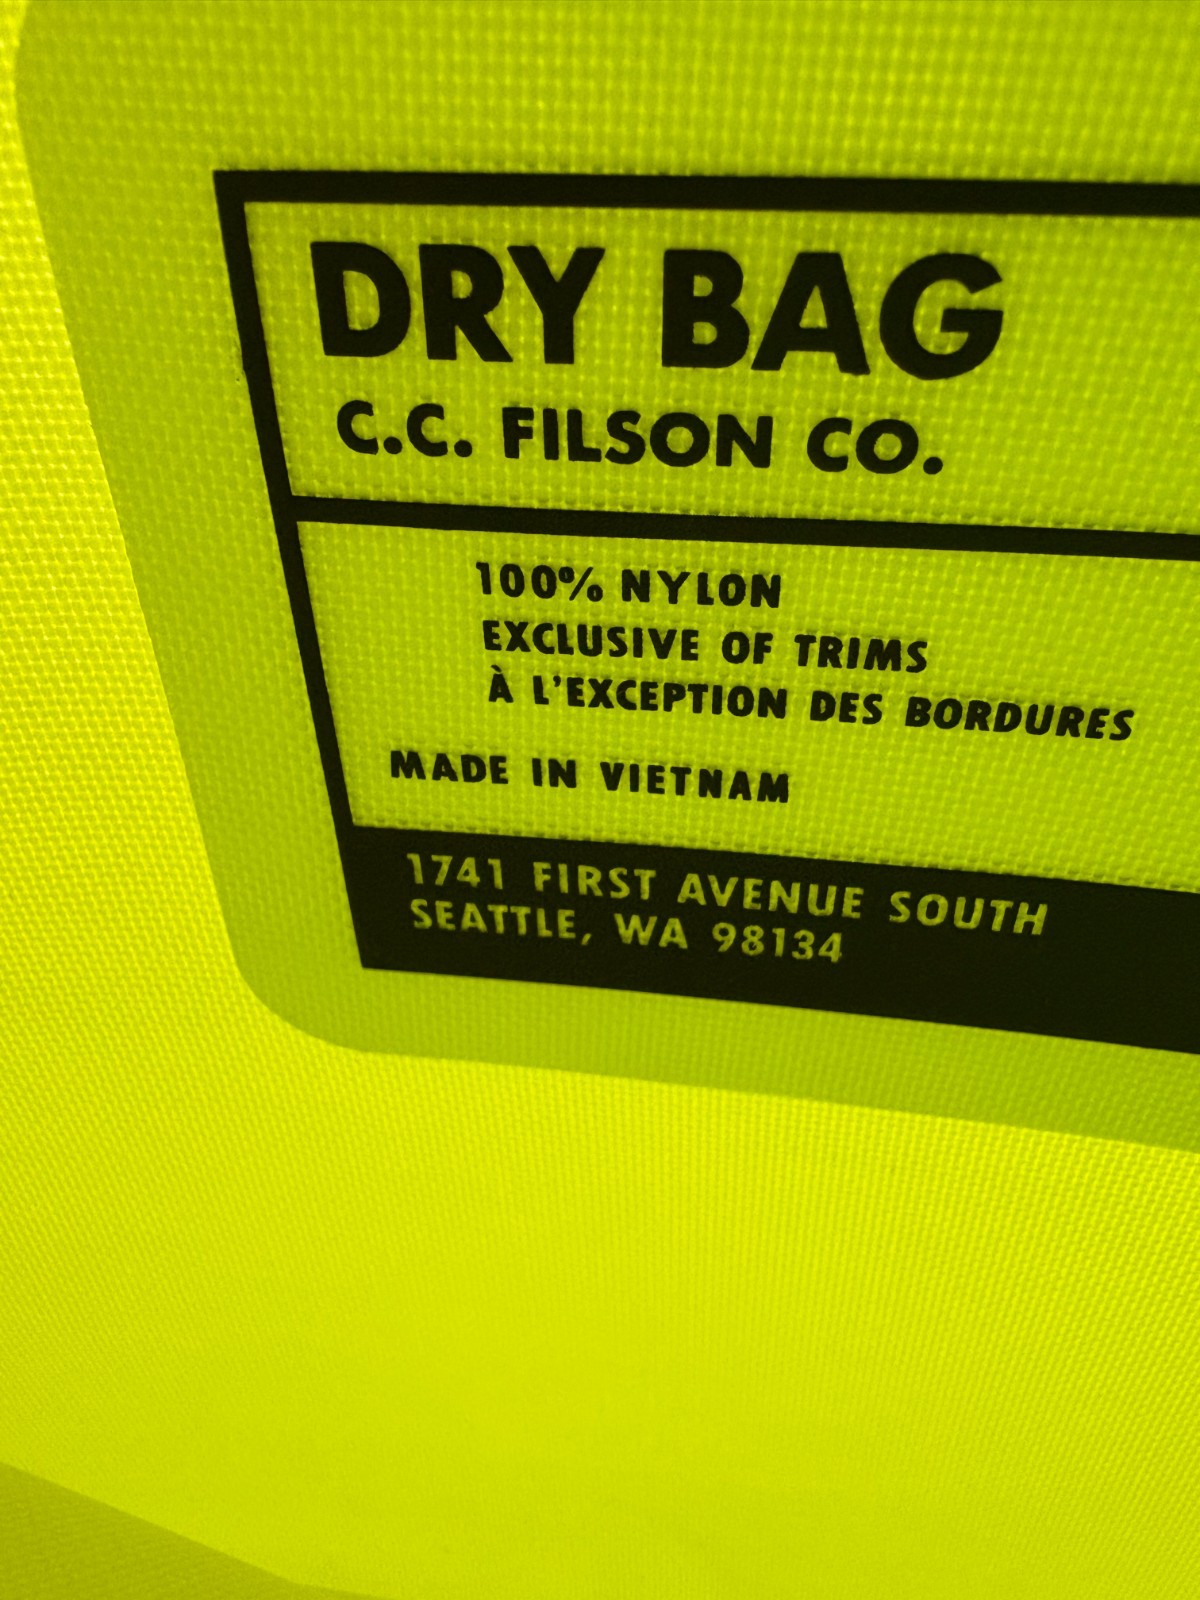 DRY BAG
C.C. FILSON CO.
100% NYLON
EXCLUSIVE OF TRIMS
À L'EXCEPTION DES BORDURES
MADE IN VIETNAM
1741 FIRST AVENUE SOUTH
SEATTLE, WA 98134